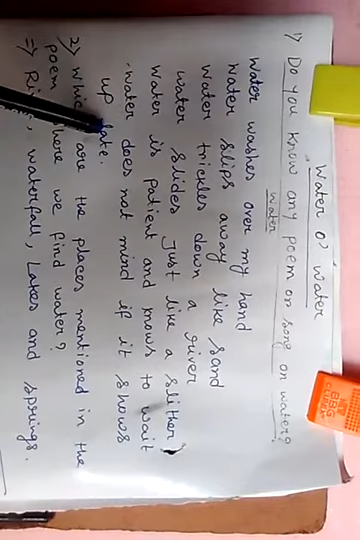 Water O' Water
1) Do you know any poem or song on water?
Water
Water washes over my hand
Water slips away like sand
Water trickles down a river
Water slides just like a slither
Water is patient and knows to wait
Water does not mind if it shows
up late.
2) Which are the places mentioned in the
poem where we find water?
⇒ waterfall, Lakes and springs.
BBG